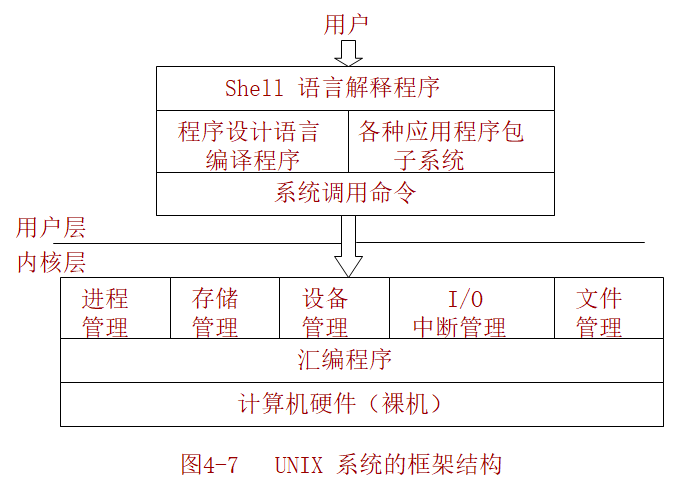 用户
Shell 语言解释程序
程序设计语言
编译程序
各种应用程序包
子系统
系统调用命令
用户层
内核层
进程
管理
存储
管理
设备
管理
I/O
中断管理
文件
管理
汇编程序
计算机硬件（裸机）
图4-7 UNIX 系统的框架结构